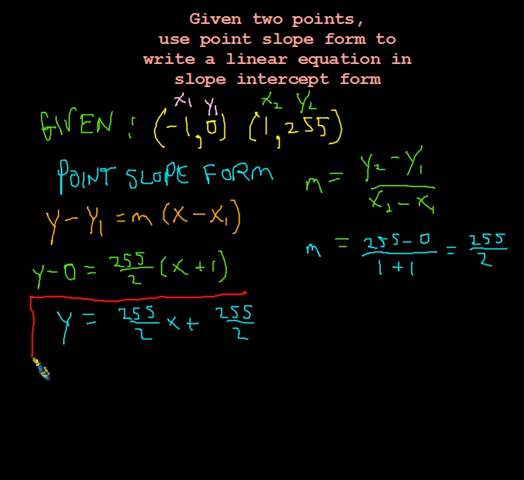 Given two points,
use point slope form to
write a linear equation in
slope intercept form
x₁ y₁ x₂ y₂
GIVEN : (-1,0) (1,255)
POINT SLOPE FORM
m = y₂-y₁/x₂-x₁
y-y₁ = m (x-x₁)
m = 255-0/1+1 = 255/2
y-0 = 255/2 (x+1)
y = 255/2 x + 255/2